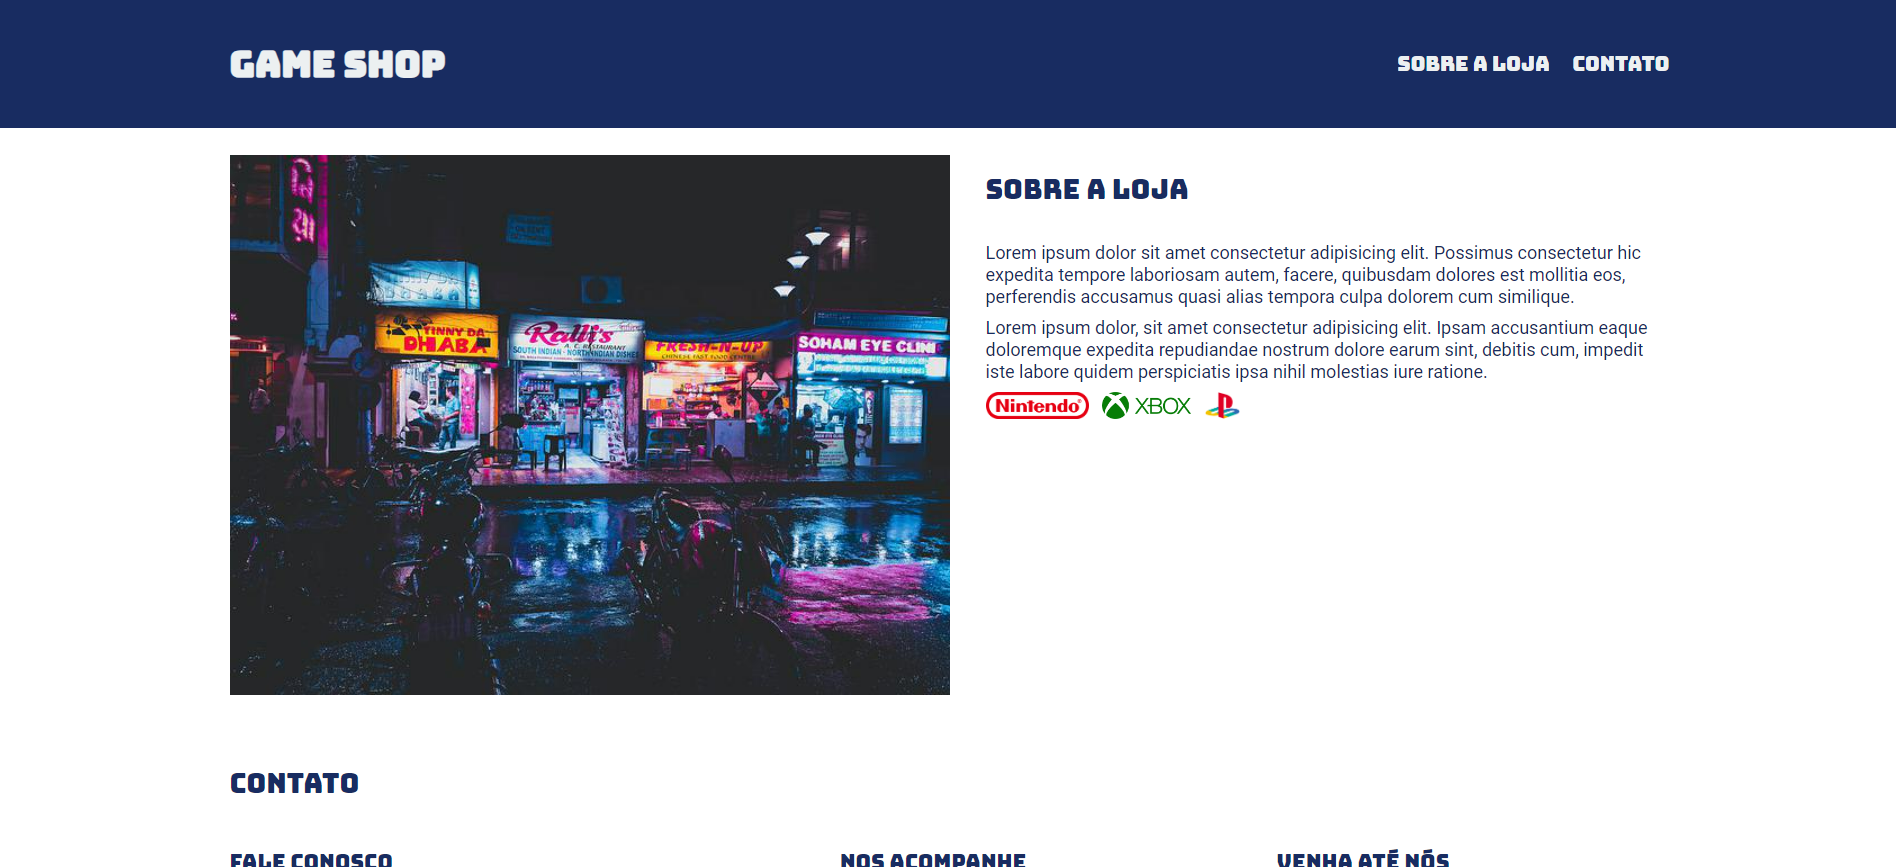 GAME SHOP
SOBRE A LOJA CONTATO
TINNY DA
DHABA
Ralli's
A. C. RESTAURANT
SOUTH INDIAN - NORTH INDIAN DISHES
FRESH-N-UP
CHINESE FAST FOOD CENTRE
SOHAM EYE CLINI
SOBRE A LOJA
Lorem ipsum dolor sit amet consectetur adipisicing elit. Possimus consectetur hic
expedita tempore laboriosam autem, facere, quibusdam dolores est mollitia eos,
perferendis accusamus quasi alias tempora culpa dolorem cum similique.
Lorem ipsum dolor, sit amet consectetur adipisicing elit. Ipsam accusantium eaque
doloremque expedita repudiandae nostrum dolore earum sint, debitis cum, impedit
iste labore quidem perspiciatis ipsa nihil molestias iure ratione.
Nintendo XBOX
CONTATO
FALE CONOSCO NOS ACOMPANHE VENHA ATÉ NÓS